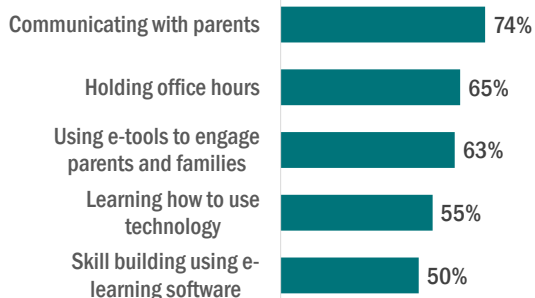 Communicating with parents 74%
Holding office hours 65%
Using e-tools to engage
parents and families 63%
Learning how to use
technology 55%
Skill building using e-
learning software 50%